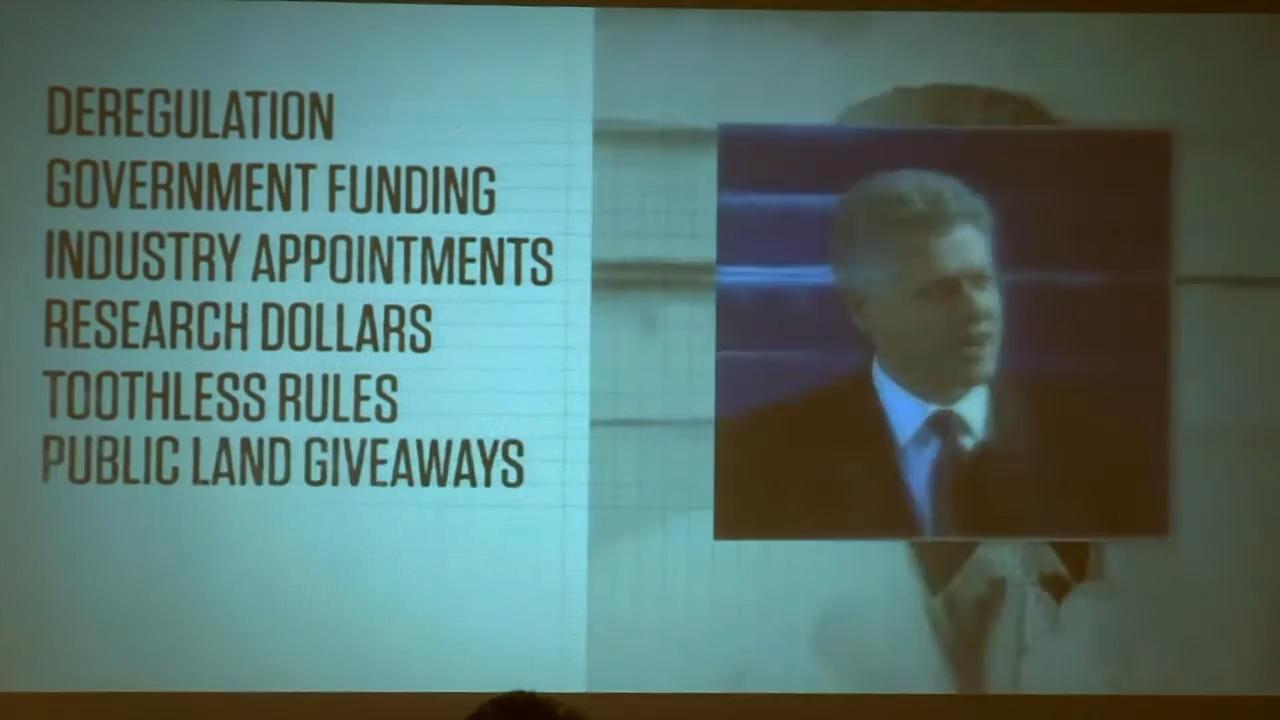 DEREGULATION
GOVERNMENT FUNDING
INDUSTRY APPOINTMENTS
RESEARCH DOLLARS
TOOTHLESS RULES
PUBLIC LAND GIVEAWAYS